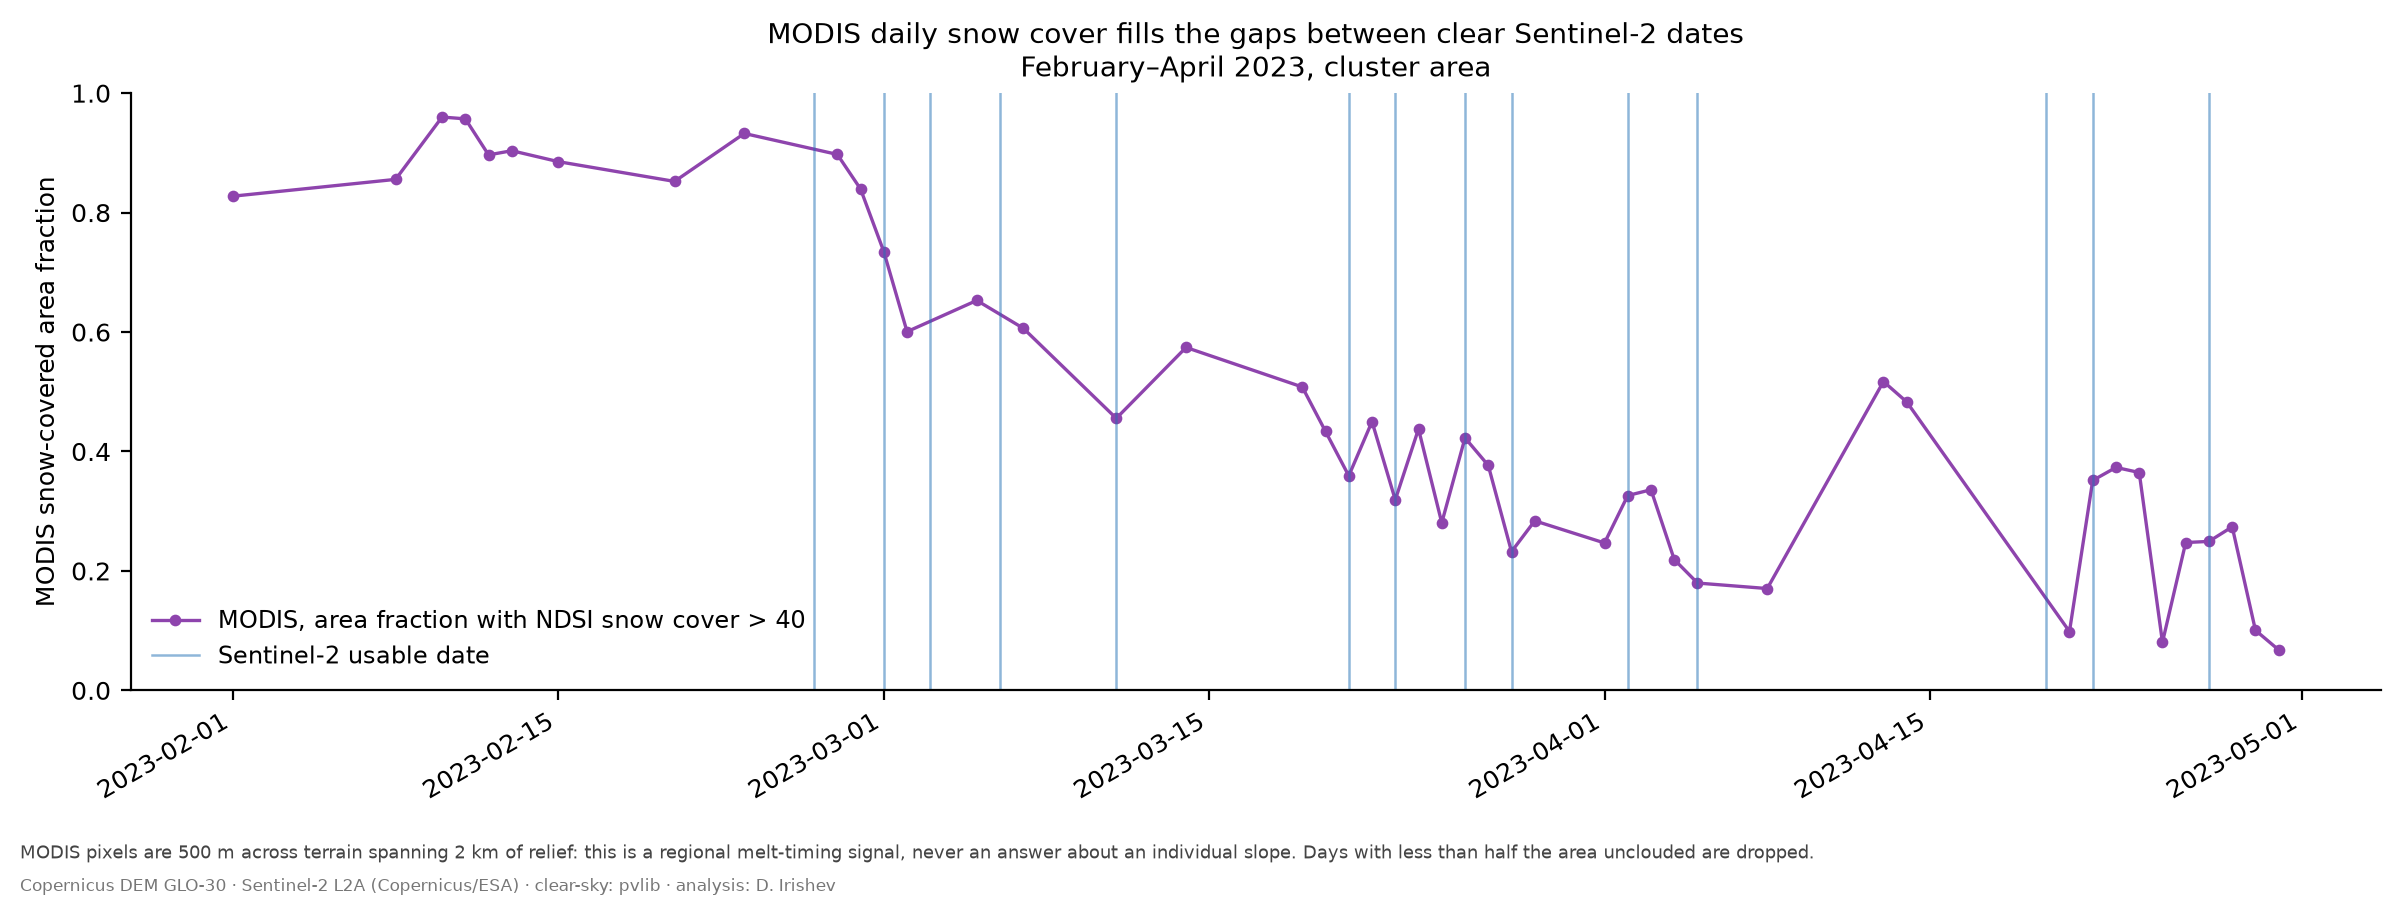 MODIS daily snow cover fills the gaps between clear Sentinel-2 dates
February–April 2023, cluster area
MODIS snow-covered area fraction
1.0
0.8
0.6
0.4
0.2
0.0
MODIS, area fraction with NDSI snow cover > 40
Sentinel-2 usable date
2023-02-01
2023-02-15
2023-03-01
2023-03-15
2023-04-01
2023-04-15
2023-05-01
MODIS pixels are 500 m across terrain spanning 2 km of relief: this is a regional melt-timing signal, never an answer about an individual slope. Days with less than half the area unclouded are dropped.
Copernicus DEM GLO-30 · Sentinel-2 L2A (Copernicus/ESA) · clear-sky: pvlib · analysis: D. Irishev